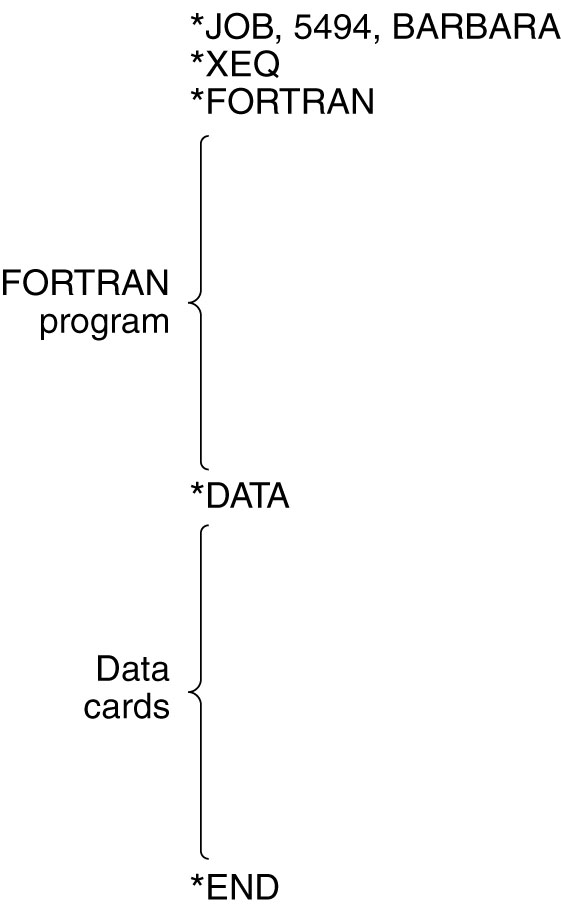 *JOB, 5494, BARBARA
*XEQ
*FORTRAN
FORTRAN
program
*DATA
Data
cards
*END